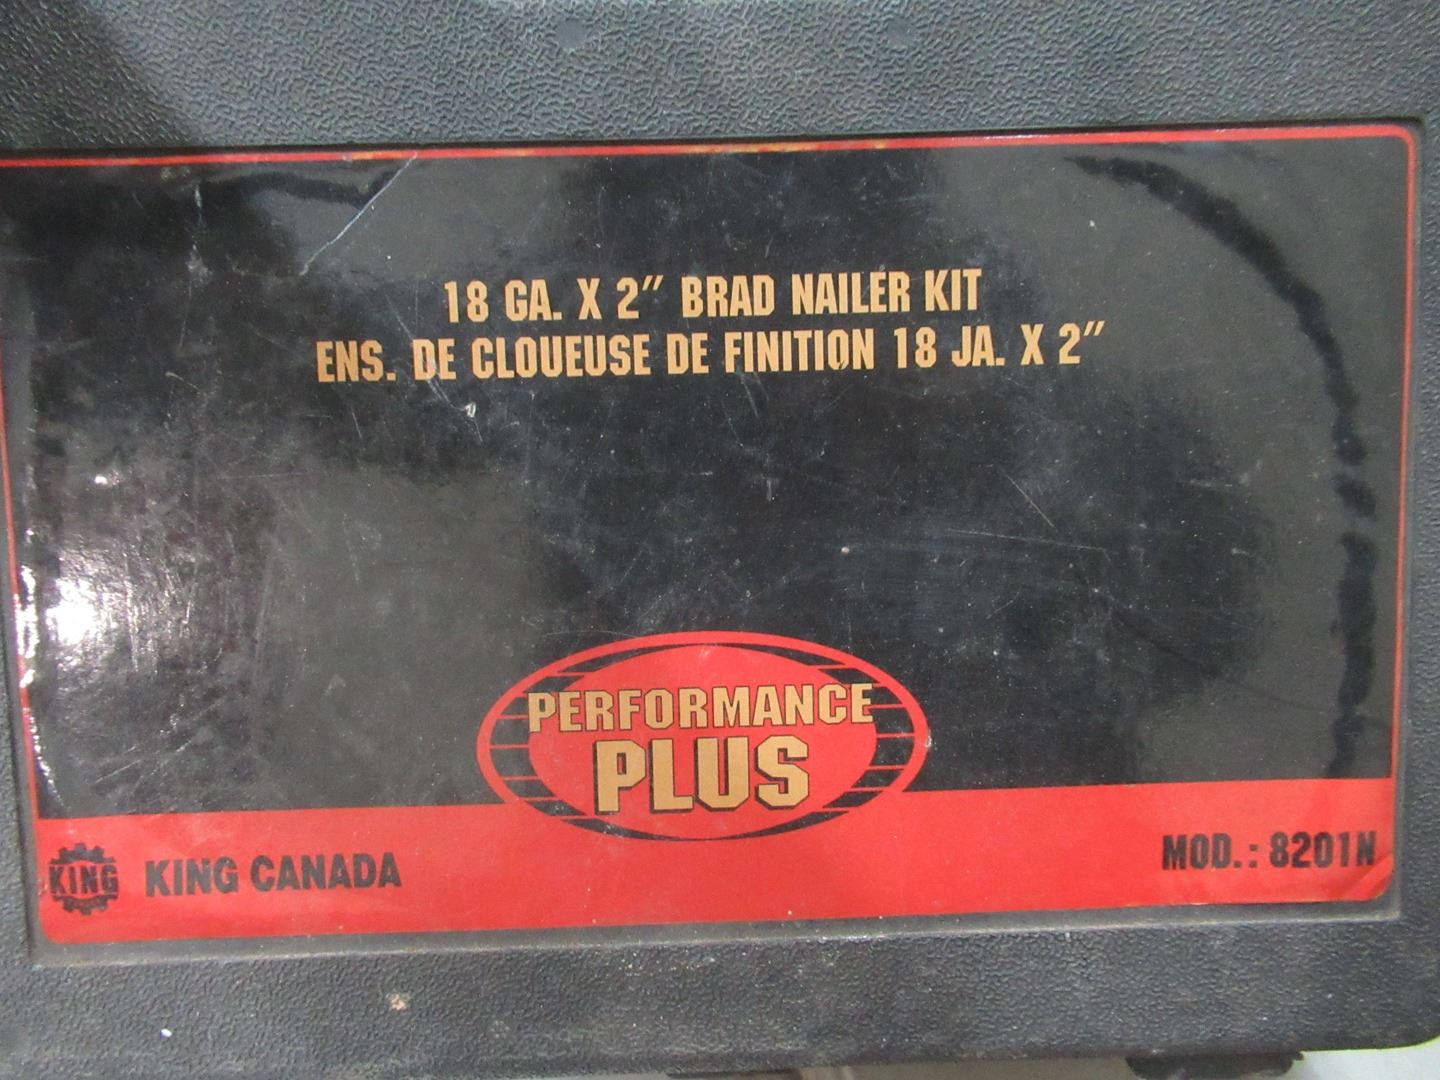 18 GA. X 2" BRAD NAILER KIT
ENS. DE CLOUEUSE DE FINITION 18 JA. X 2"
PERFORMANCE
PLUS
KING
KING CANADA
MOD.: 8201N